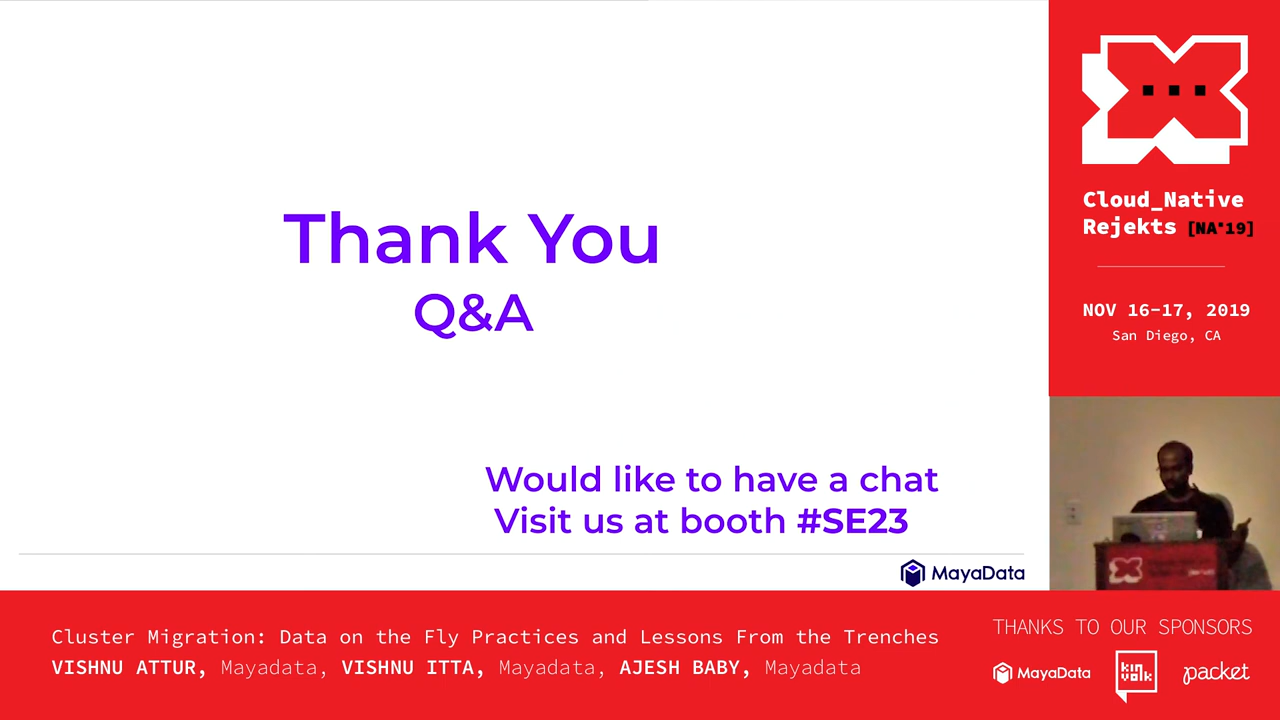 Thank You
Q&A
Would like to have a chat
Visit us at booth #SE23
MayaData
Cloud_Native
Rejekts [NA'19]
NOV 16-17, 2019
San Diego, CA
Cluster Migration: Data on the Fly Practices and Lessons From the Trenches
VISHNU ATTUR, Mayadata, VISHNU ITTA, Mayadata, AJESH BABY, Mayadata
THANKS TO OUR SPONSORS
MayaData
kinvolk
packet